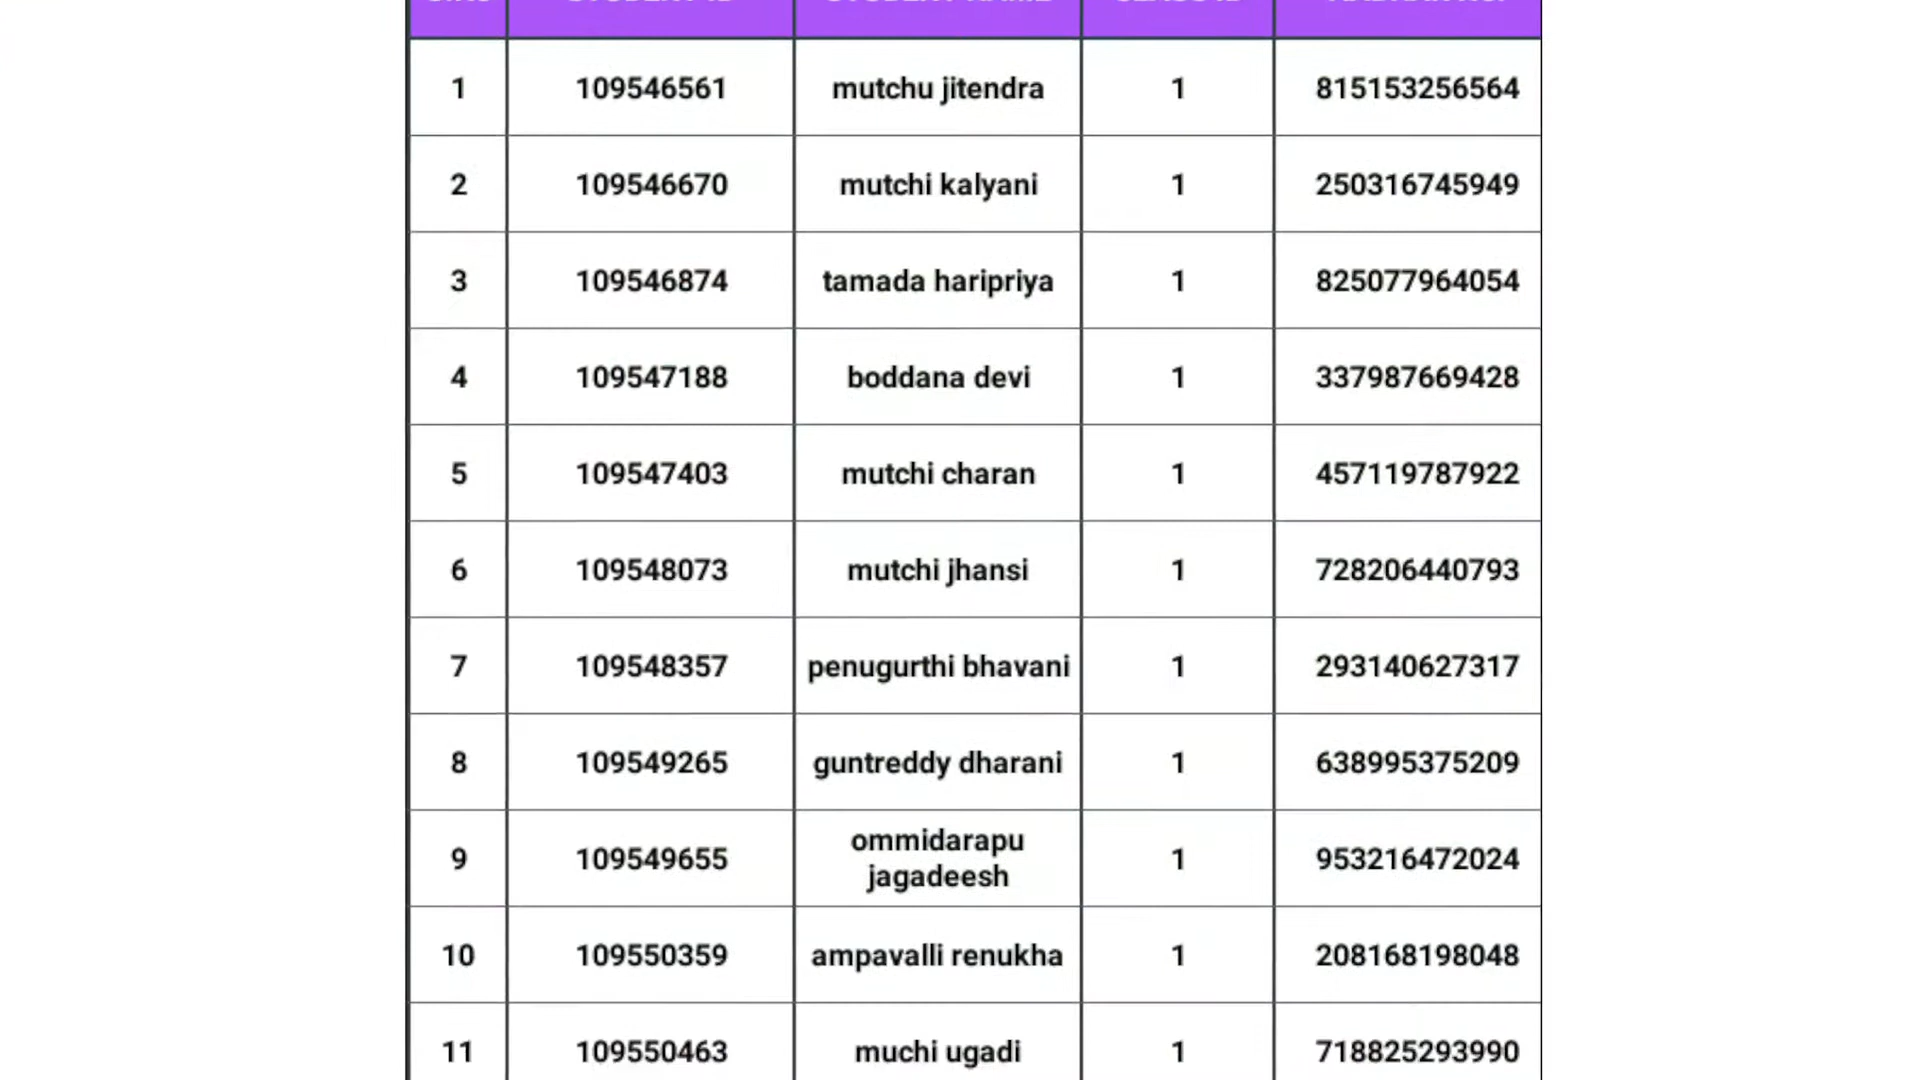 1 109546561 mutchu jitendra 1 815153256564
2 109546670 mutchi kalyani 1 250316745949
3 109546874 tamada haripriya 1 825077964054
4 109547188 boddana devi 1 337987669428
5 109547403 mutchi charan 1 457119787922
6 109548073 mutchi jhansi 1 728206440793
7 109548357 penugurthi bhavani 1 293140627317
8 109549265 guntreddy dharani 1 638995375209
9 109549655 ommidarapu jagadeesh 1 953216472024
10 109550359 ampavalli renukha 1 208168198048
11 109550463 muchi ugadi 1 718825293990